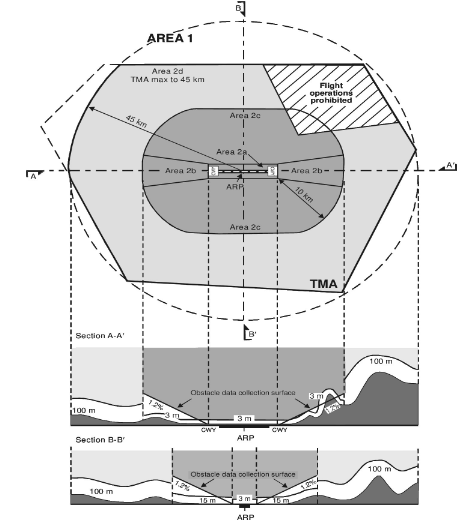 B
AREA 1
Area 2d
TMA max to 45 km
Flight
operations
prohibited
45 km
Area 2c
Area 2a
A
Area 2b
Area 2b
A'
ARP
10 km
Area 2c
TMA
B'
Section A-A'
100 m
Obstacle data collection surface
1.2%
3 m
3 m
3 m
1.2%
100 m
CWY
CWY
ARP
Section B-B'
Obstacle data collection surface
100 m
1.2%
1.2%
100 m
15 m
3 m
15 m
ARP